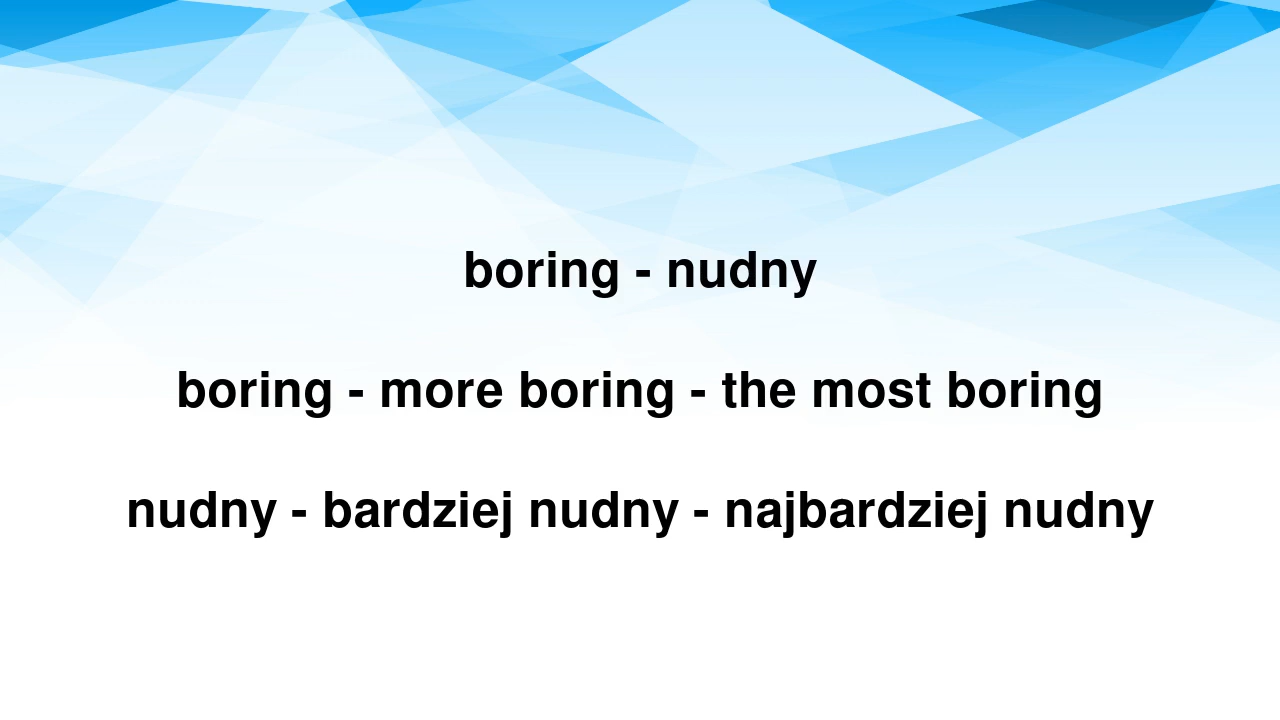 boring - nudny
boring - more boring - the most boring
nudny - bardziej nudny - najbardziej nudny